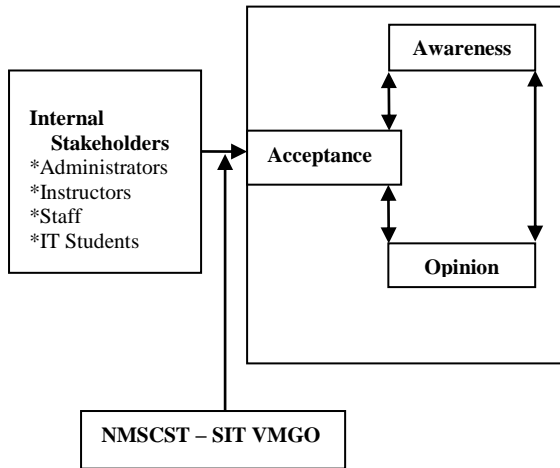 Awareness
Internal
Stakeholders
*Administrators
*Instructors
*Staff
*IT Students
Acceptance
Opinion
NMSCST – SIT VMGO